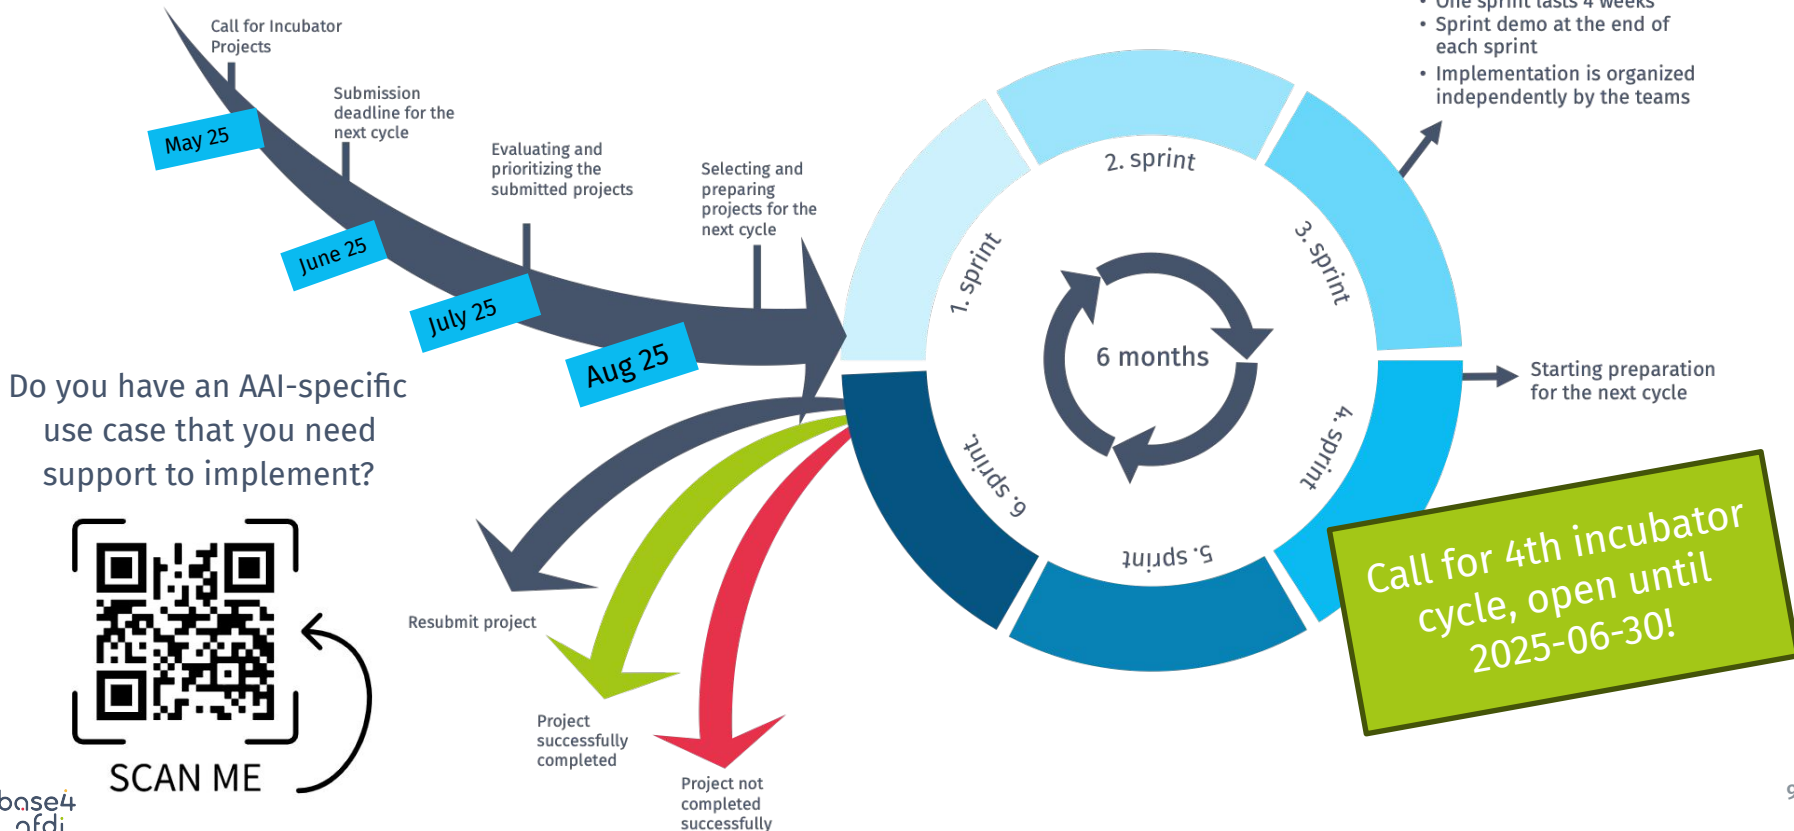 Call for Incubator
Projects
May 25
Submission
deadline for the
next cycle
June 25
Evaluating and
prioritizing the
submitted projects
July 25
Selecting and
preparing
projects for the
next cycle
Aug 25
• One sprint lasts 4 weeks
• Sprint demo at the end of
each sprint
• Implementation is organized
independently by the teams
1. sprint
2. sprint
3. sprint
4. sprint
5. sprint
6. sprint.
6 months
Starting preparation
for the next cycle
Do you have an AAI-specific
use case that you need
support to implement?
SCAN ME
Resubmit project
Project
successfully
completed
Project not
completed
successfully
Call for 4th incubator
cycle, open until
2025-06-30!
base4
nfdi
9